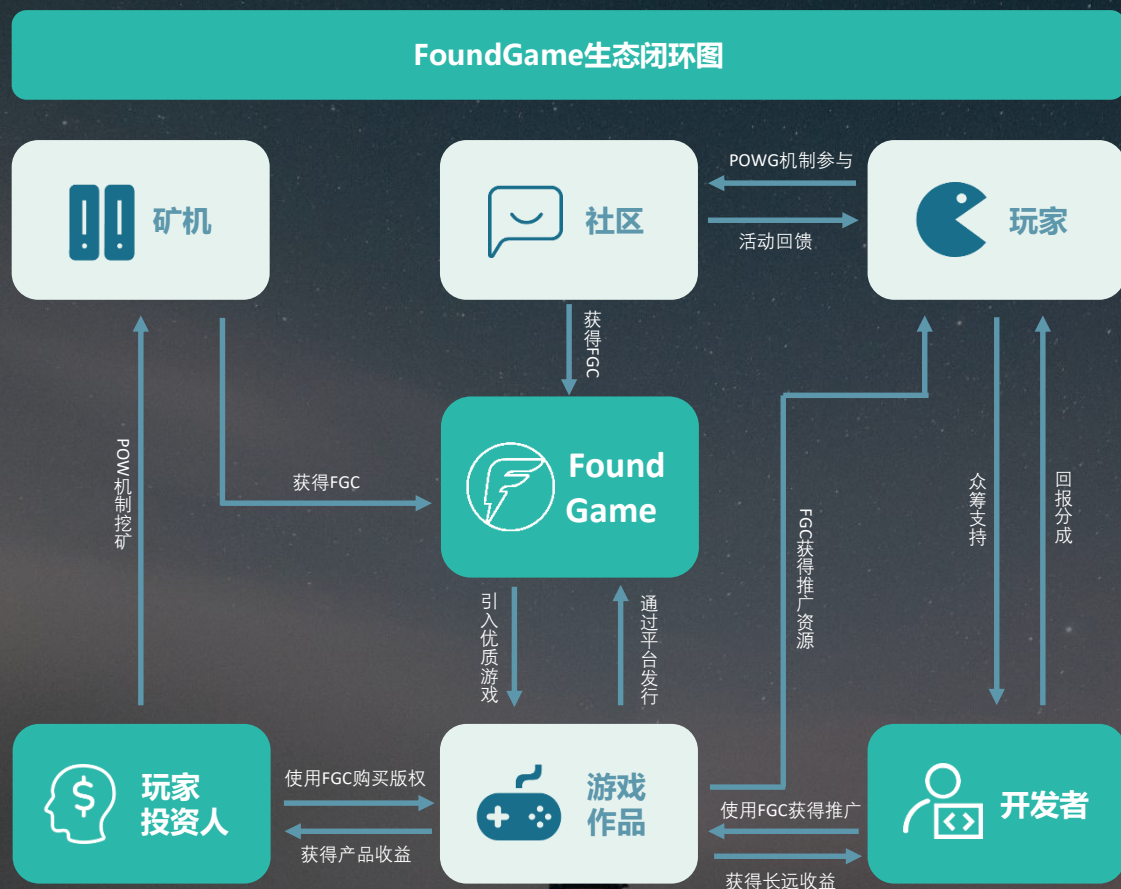 FoundGame生态闭环图
矿机
社区
POWG机制参与
活动回馈
玩家
获得FGC
POW机制挖矿
获得FGC
Found
Game
FGC获得推广资源
众筹支持
回报分成
引入优质游戏
通过平台发行
玩家
投资人
使用FGC购买版权
获得产品收益
游戏
作品
使用FGC获得推广
获得长远收益
开发者